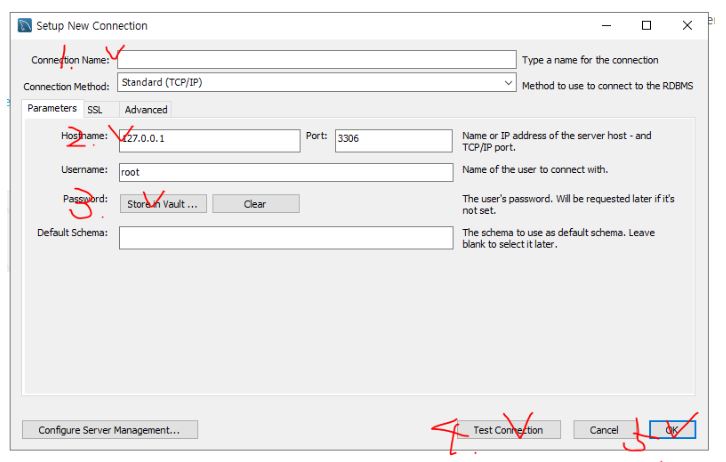 Setup New Connection
1. Connection Name: Type a name for the connection
Connection Method: Standard (TCP/IP) Method to use to connect to the RDBMS
Parameters SSL Advanced
2. Hostname: 127.0.0.1 Port: 3306 Name or IP address of the server host - and
TCP/IP port.
Username: root Name of the user to connect with.
3. Password: Store in Vault ... Clear The user's password. Will be requested later if it's
not set.
Default Schema: The schema to use as default schema. Leave
blank to select it later.
Configure Server Management... 4. Test Connection Cancel 5 OK